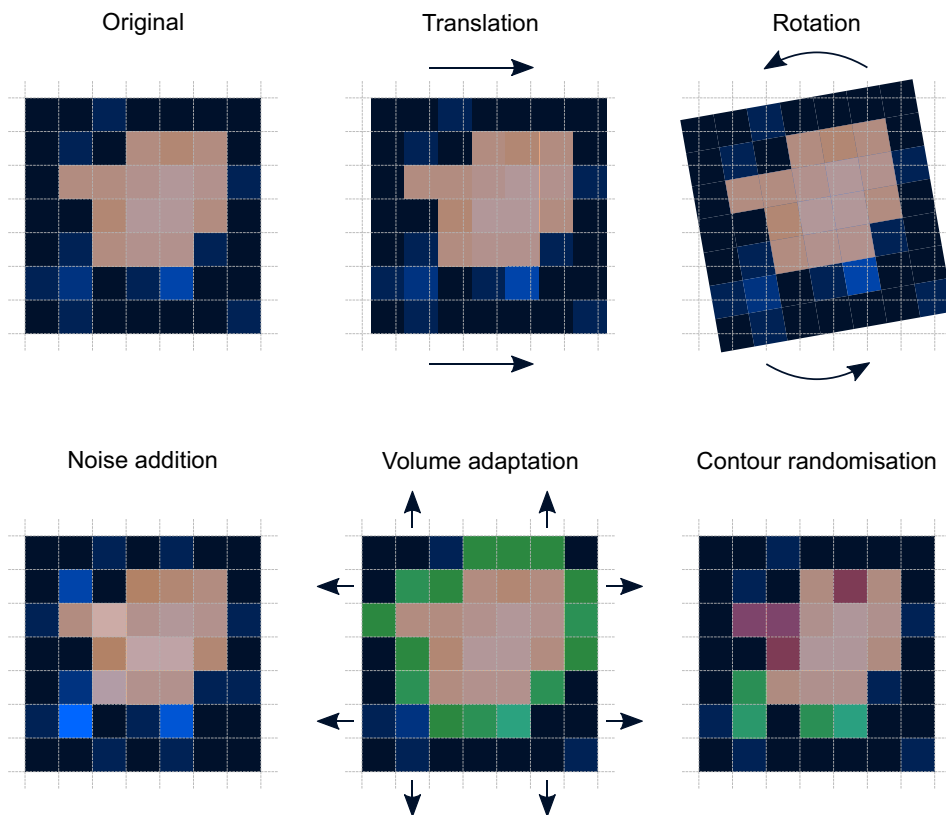 Original
Translation
Rotation
Noise addition
Volume adaptation
Contour randomisation